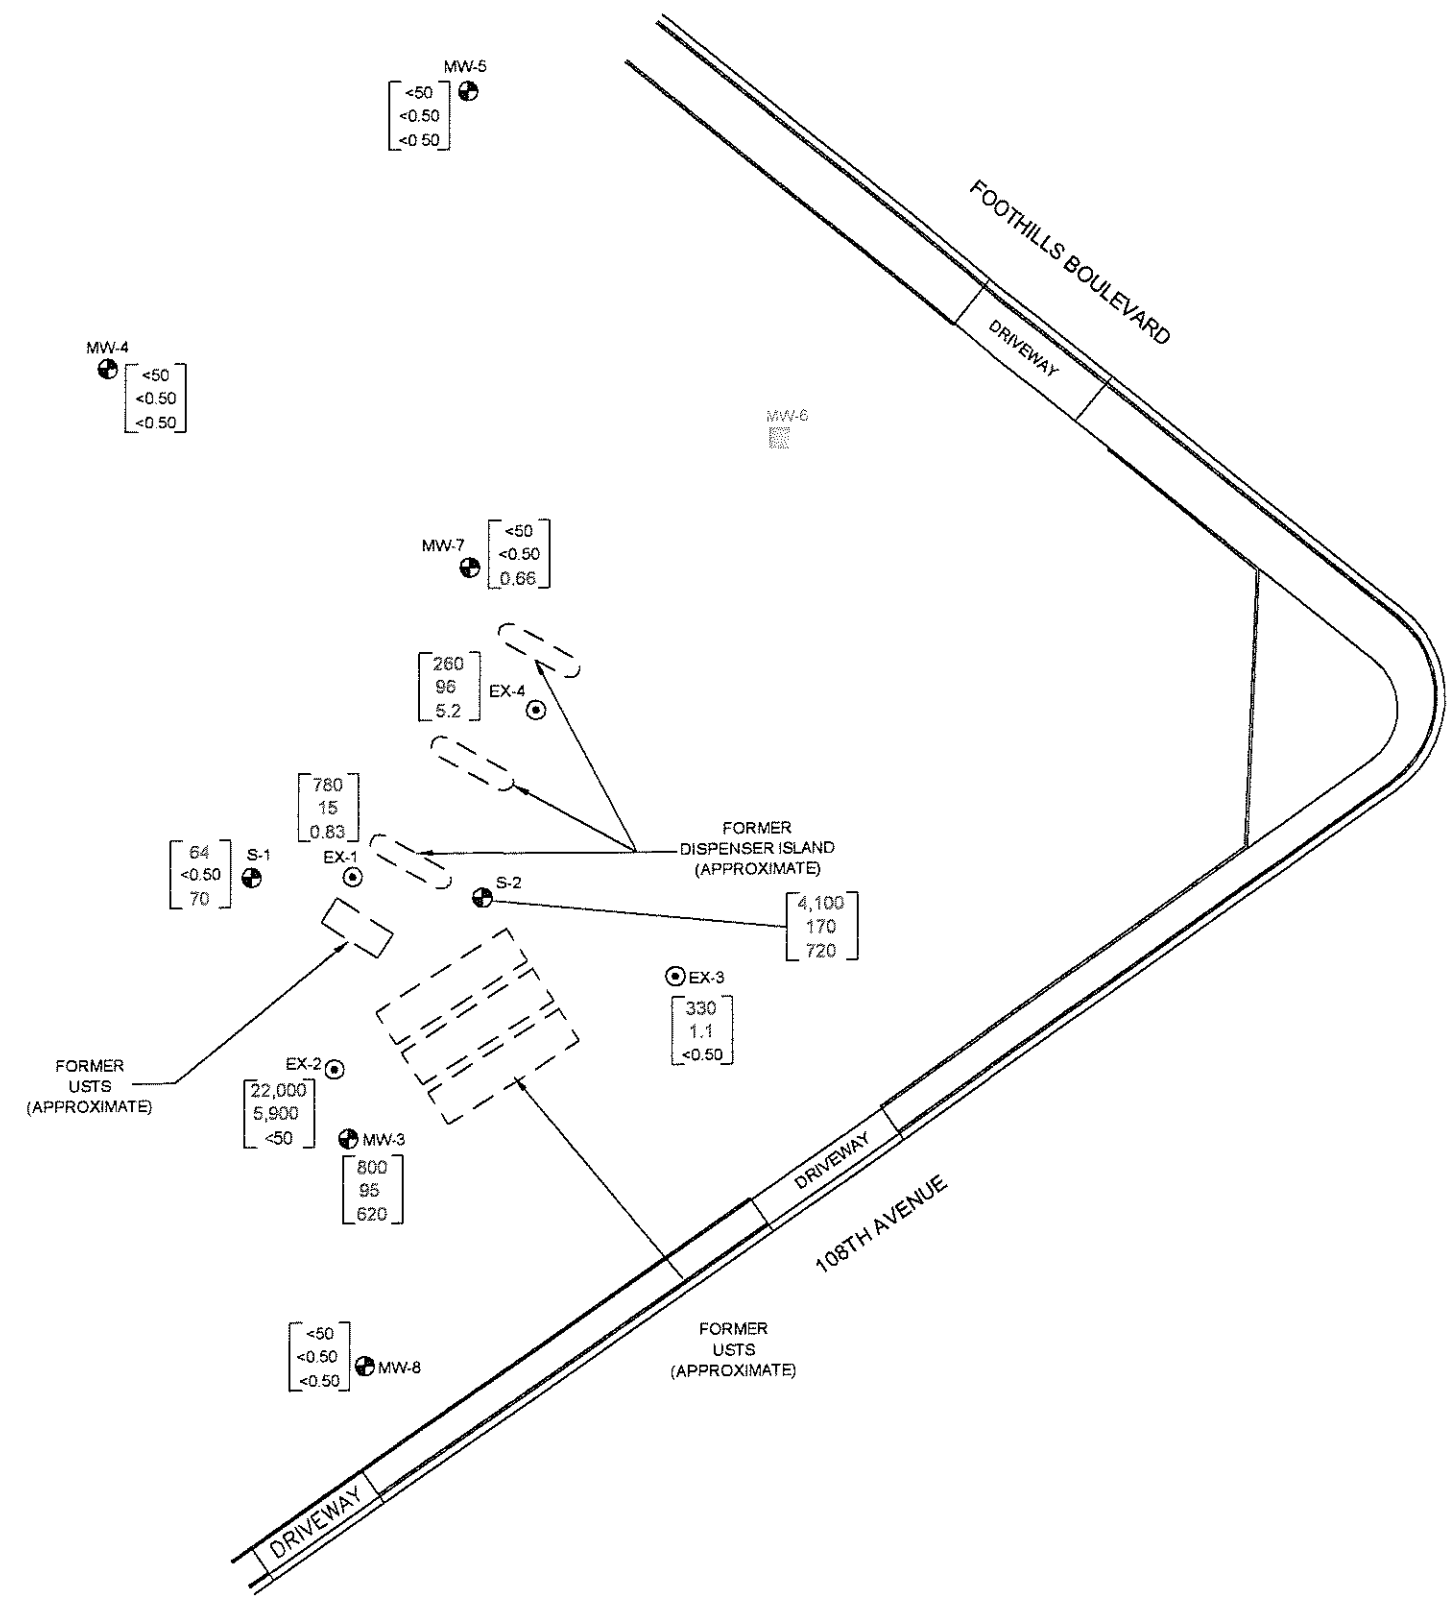 MW-5
<50
<0.50
<0 50
FOOTHILLS BOULEVARD
DRIVEWAY
MW-4
<50
<0.50
<0.50
MW-6
MW-7
<50
<0.50
0.66
260
96
5.2
EX-4
780
15
0.83
EX-1
64
<0.50
70
S-1
FORMER
DISPENSER ISLAND
(APPROXIMATE)
S-2
4,100
170
720
EX-3
330
1.1
<0.50
FORMER
USTS
(APPROXIMATE)
EX-2
22,000
5,900
<50
MW-3
800
95
620
DRIVEWAY
108TH AVENUE
FORMER
USTS
(APPROXIMATE)
<50
<0.50
<0.50
MW-8
DRIVEWAY